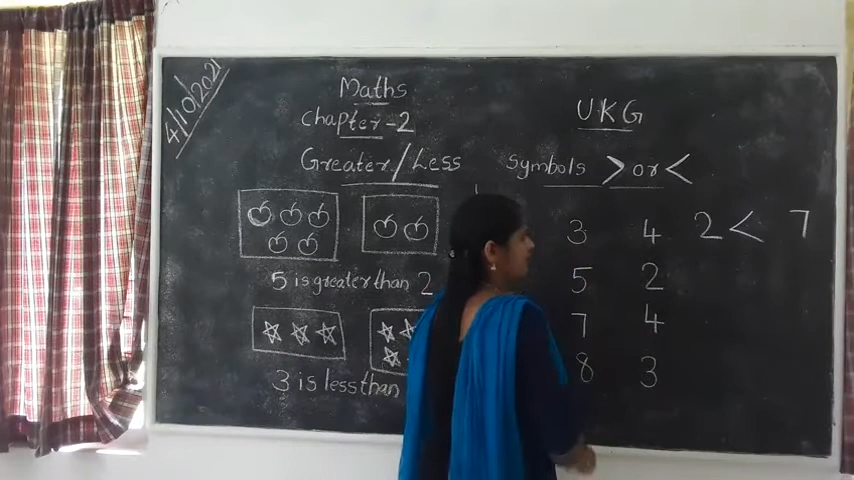 4/10/2021
Maths
Chapter-2
Greater/Less
5 is greater than 2
3 is less than
UKG
Symbols > or <
3 4
5 2
7 4
8 3
2 < 7